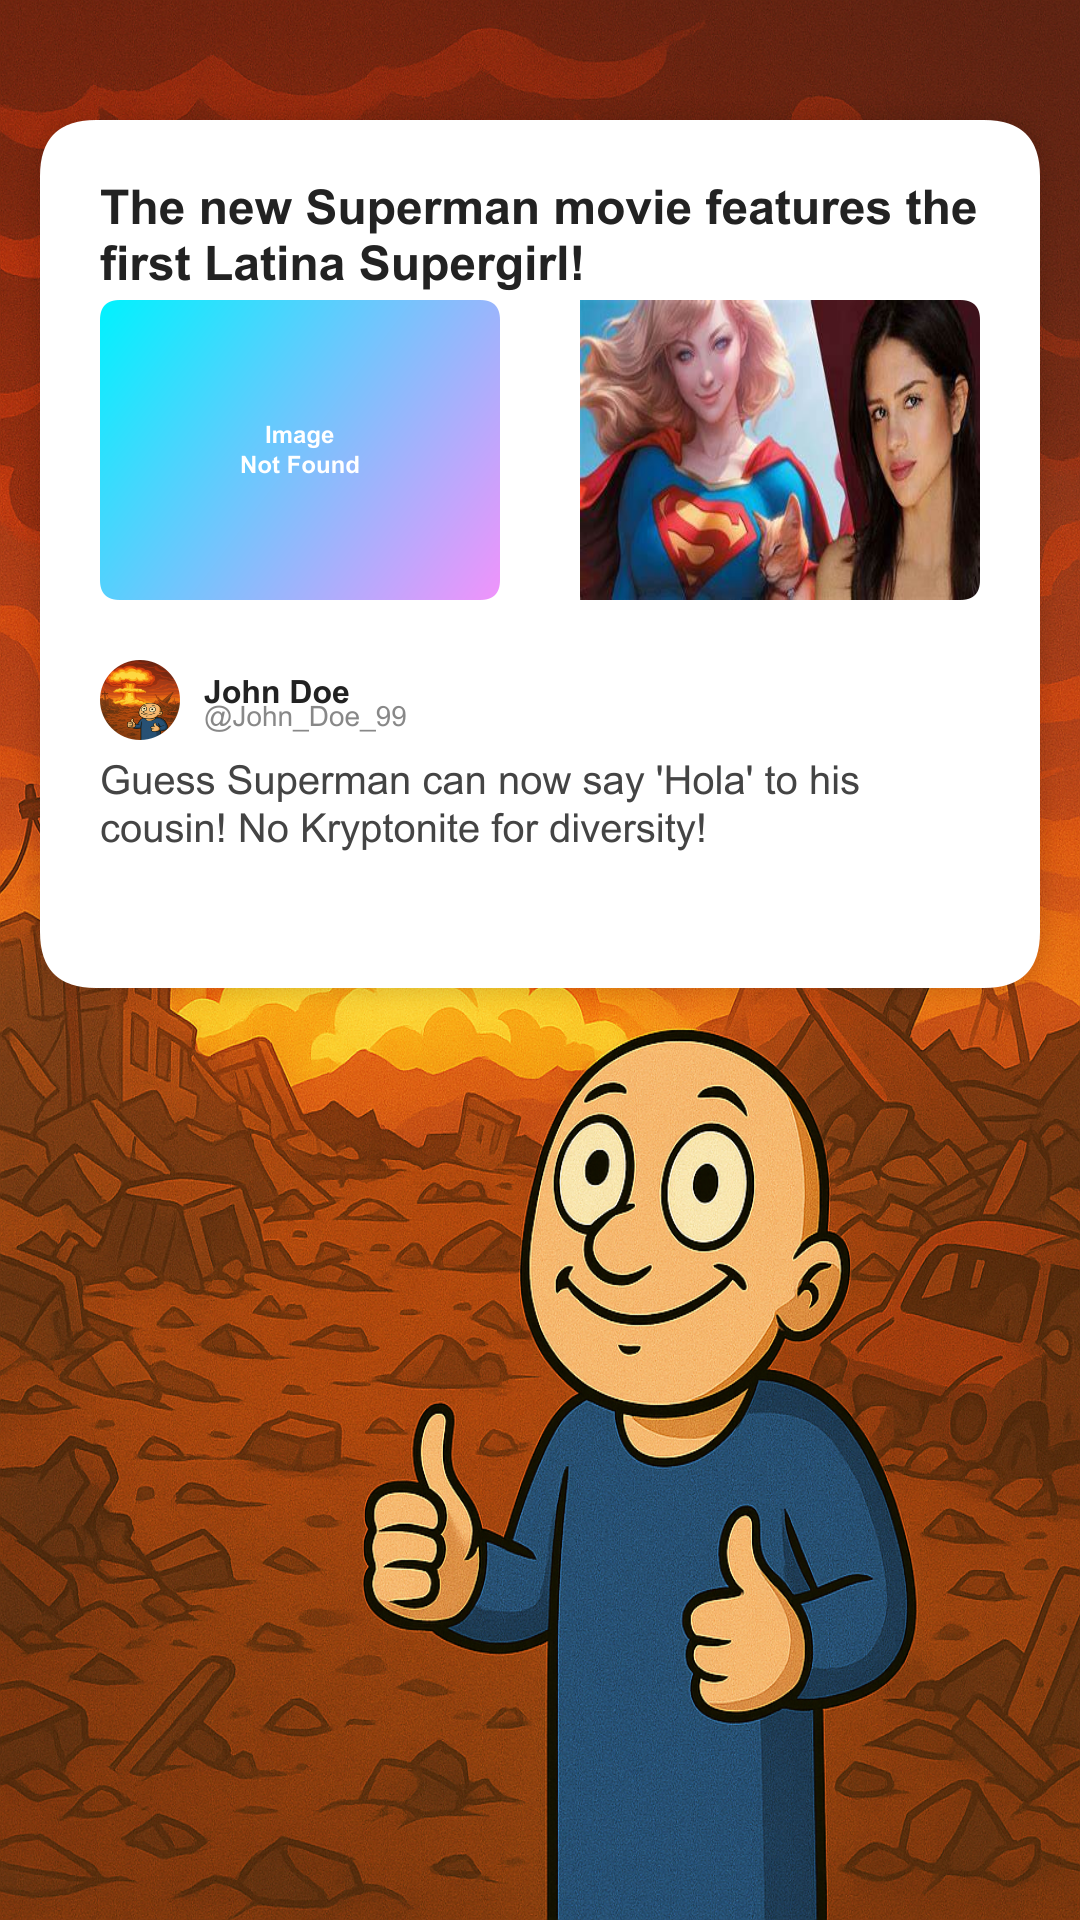 The new Superman movie features the
first Latina Supergirl!
Image
Not Found
John Doe
@John_Doe_99
Guess Superman can now say 'Hola' to his
cousin! No Kryptonite for diversity!